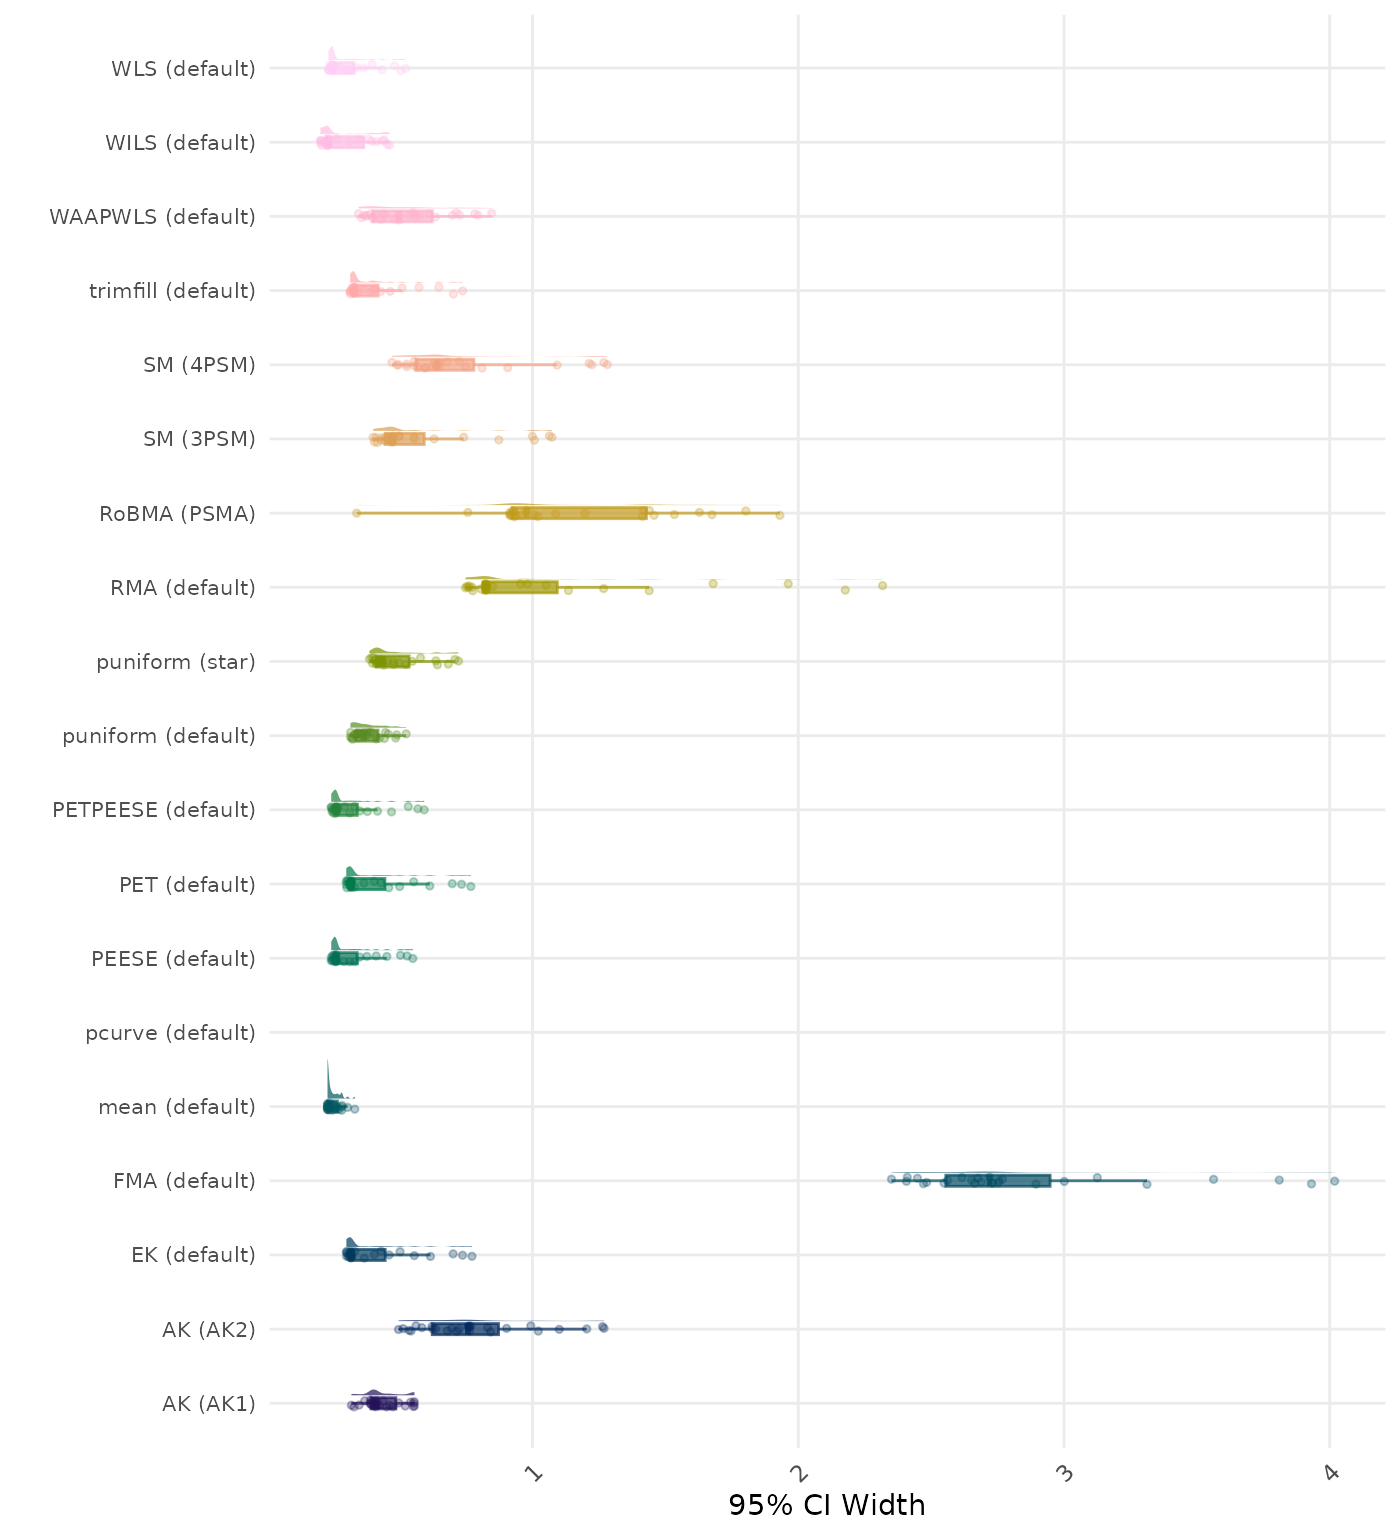 WLS (default)
WILS (default)
WAAPWLS (default)
trimfill (default)
SM (4PSM)
SM (3PSM)
RoBMA (PSMA)
RMA (default)
puniform (star)
puniform (default)
PETPEESE (default)
PET (default)
PEESE (default)
pcurve (default)
mean (default)
FMA (default)
EK (default)
AK (AK2)
AK (AK1)
1 2 3 4
95% CI Width